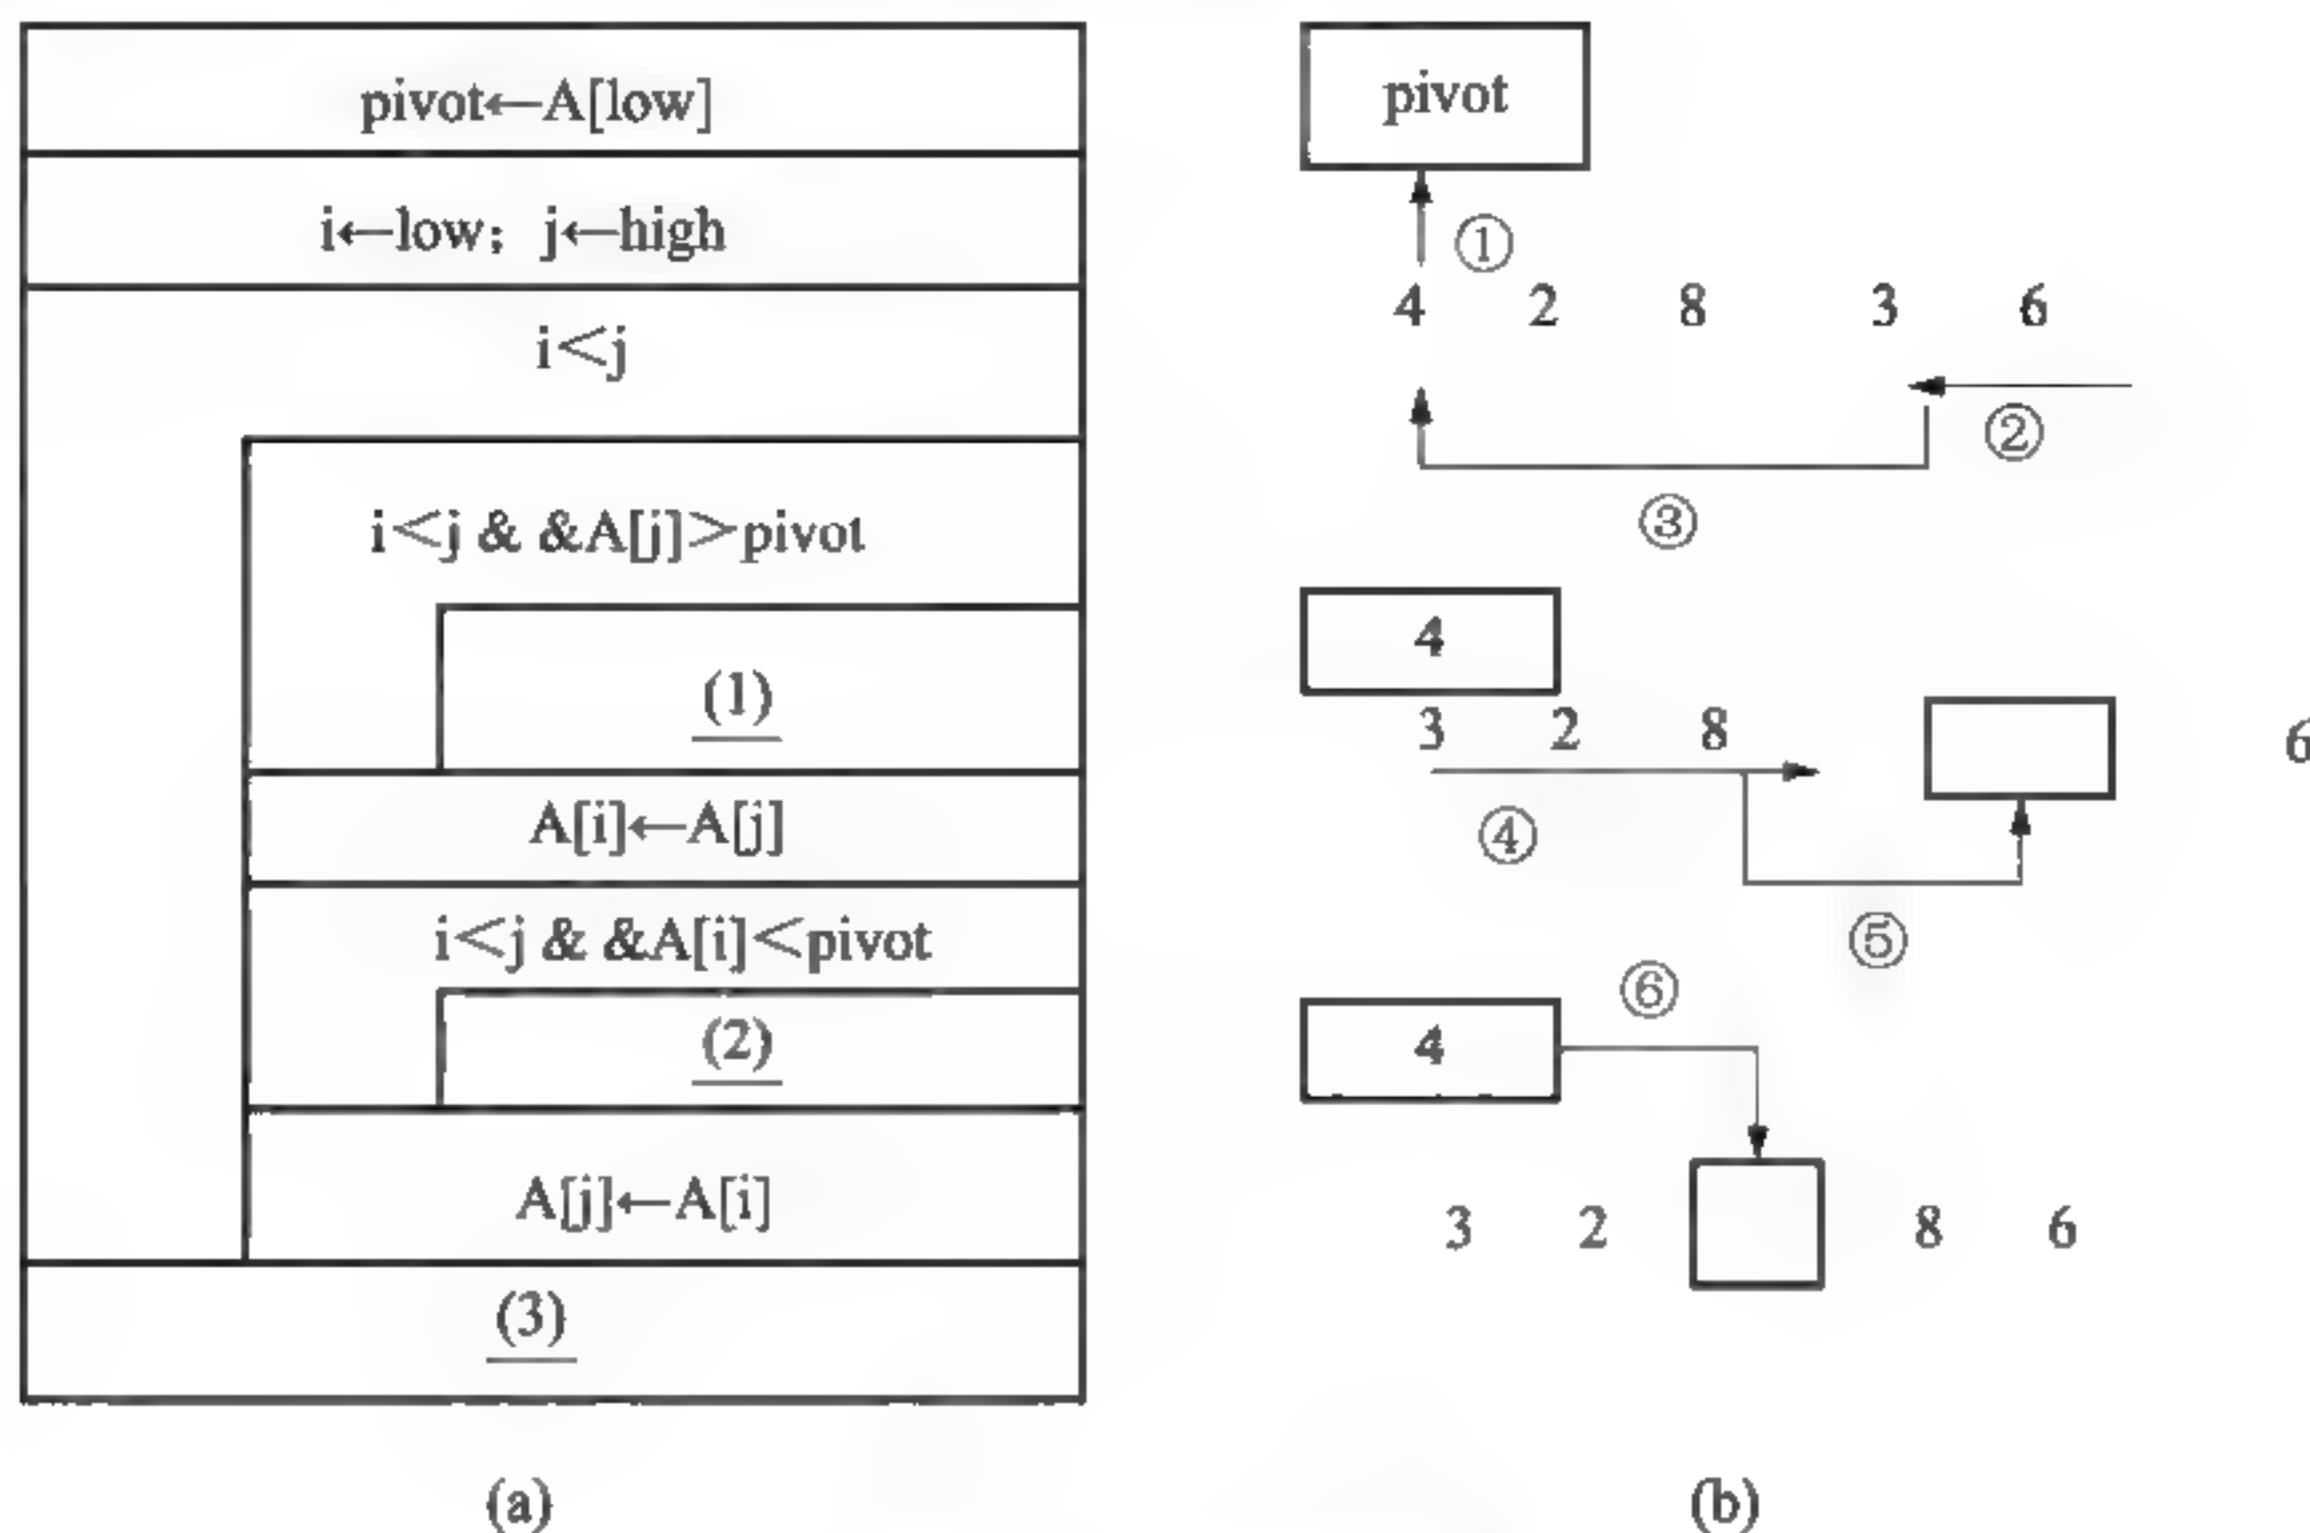 pivot←A[low]
i←low; j←high
i<j
i<j & &A[j]>pivot
(1)
A[i]←A[j]
i<j & &A[i]<pivot
(2)
A[j]←A[i]
(3)
(a)
pivot
①
4 2 8 3 6
②
③
4
3 2 8 6
④
⑤
⑥
4
3 2 8 6
(b)